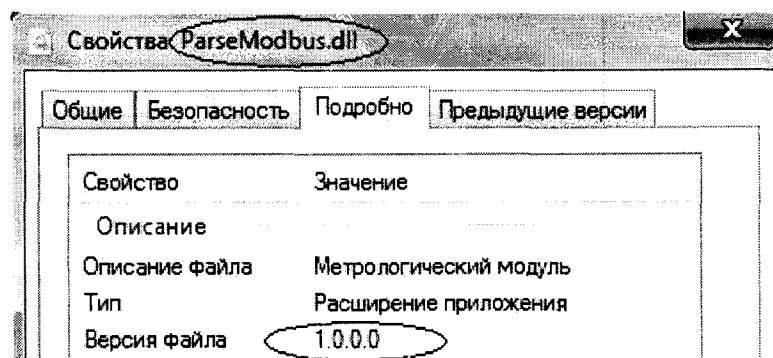 Свойства ParseModbus.dll
Общие Безопасность Подробно Предыдущие версии
Свойство Значение
Описание
Описание файла Метрологический модуль
Тип Расширение приложения
Версия файла 1.0.0.0